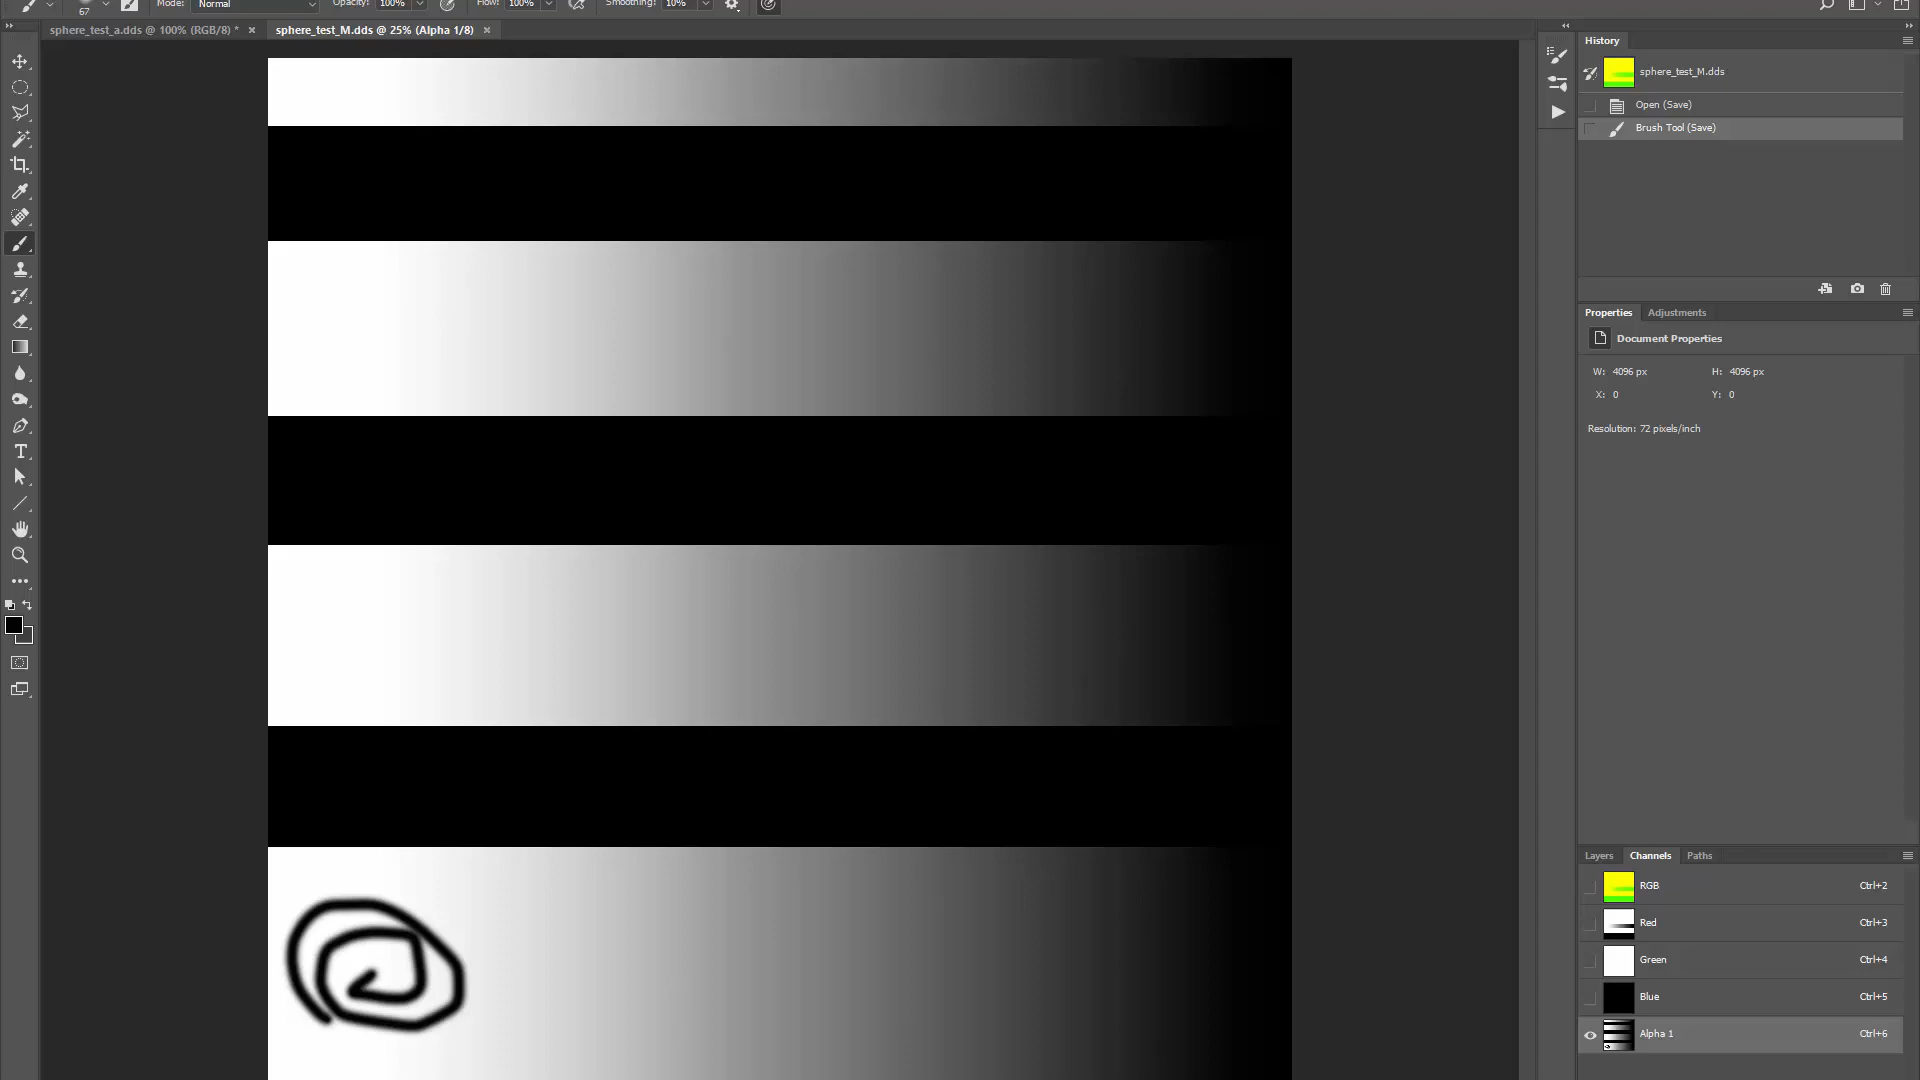 Mode: Normal Opacity: 100% Flow: 100% Smoothing: 10%
67
sphere_test_a.dds @ 100% (RGB/8) * sphere_test_M.dds @ 25% (Alpha 1/8)
History
sphere_test_M.dds
Open (Save)
Brush Tool (Save)
Properties Adjustments
Document Properties
W: 4096 px H: 4096 px
X: 0 Y: 0
Resolution: 72 pixels/inch
Layers Channels Paths
RGB Ctrl+2
Red Ctrl+3
Green Ctrl+4
Blue Ctrl+5
Alpha 1 Ctrl+6